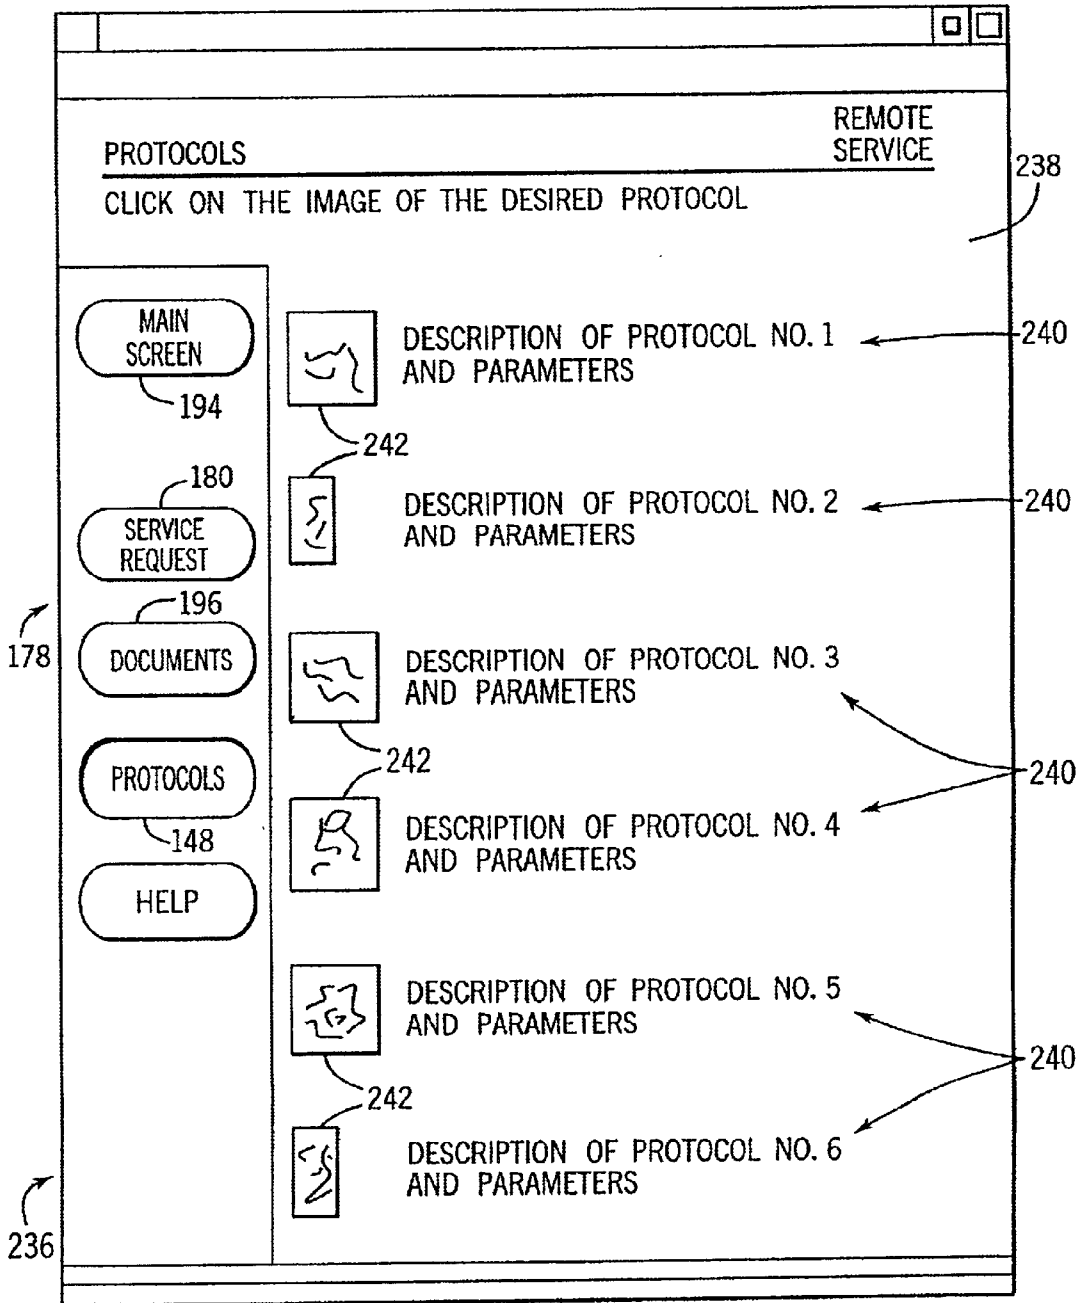 REMOTE
SERVICE
PROTOCOLS
CLICK ON THE IMAGE OF THE DESIRED PROTOCOL
238
MAIN
SCREEN
194
180
SERVICE
REQUEST
196
DOCUMENTS
178
PROTOCOLS
148
HELP
236
DESCRIPTION OF PROTOCOL NO. 1
AND PARAMETERS
240
242
DESCRIPTION OF PROTOCOL NO. 2
AND PARAMETERS
240
DESCRIPTION OF PROTOCOL NO. 3
AND PARAMETERS
242
240
DESCRIPTION OF PROTOCOL NO. 4
AND PARAMETERS
DESCRIPTION OF PROTOCOL NO. 5
AND PARAMETERS
242
240
DESCRIPTION OF PROTOCOL NO. 6
AND PARAMETERS